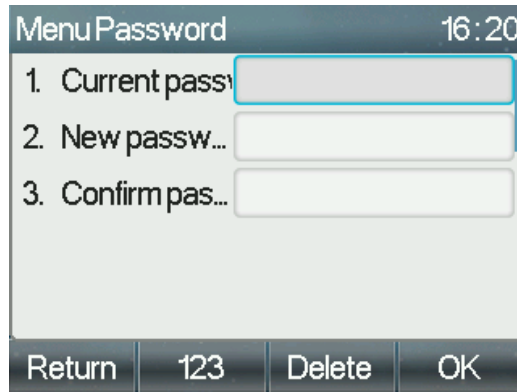 Menu Password 16:20
1. Current passw
2. New passw...
3. Confirm pas...
Return 123 Delete OK